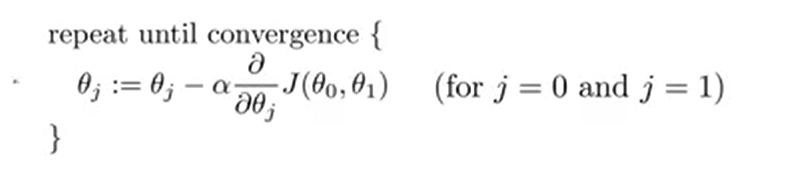 repeat until convergence {
θ_j := θ_j − α ∂/∂θ_j J(θ_0, θ_1) (for j = 0 and j = 1)
}